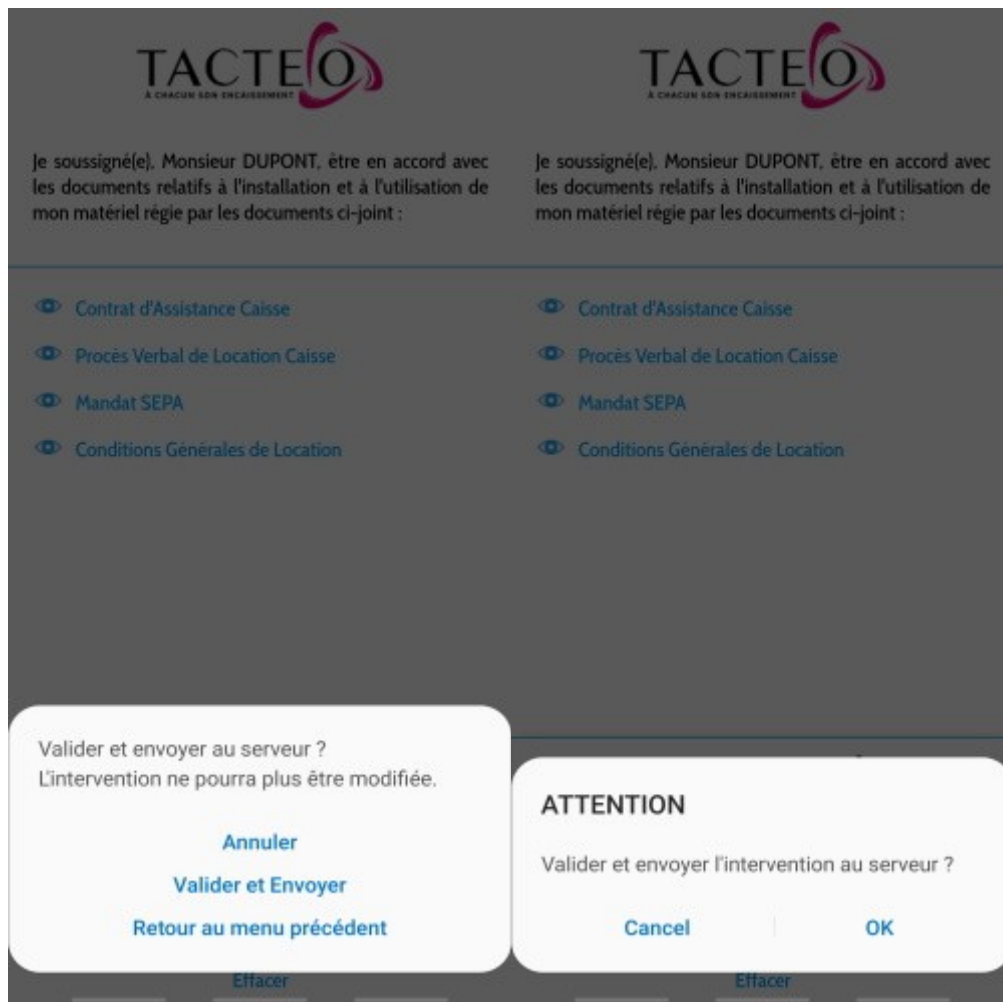 TACTEO
À CHACUN SON ENCAISSEMENT
Je soussigné(e), Monsieur DUPONT, être en accord avec
les documents relatifs à l'installation et à l'utilisation de
mon matériel régie par les documents ci-joint :
Contrat d'Assistance Caisse
Procès Verbal de Location Caisse
Mandat SEPA
Conditions Générales de Location
Valider et envoyer au serveur ?
L'intervention ne pourra plus être modifiée.
Annuler
Valider et Envoyer
Retour au menu précédent
Effacer
TACTEO
À CHACUN SON ENCAISSEMENT
Je soussigné(e), Monsieur DUPONT, être en accord avec
les documents relatifs à l'installation et à l'utilisation de
mon matériel régie par les documents ci-joint :
Contrat d'Assistance Caisse
Procès Verbal de Location Caisse
Mandat SEPA
Conditions Générales de Location
ATTENTION
Valider et envoyer l'intervention au serveur ?
Cancel
OK
Effacer